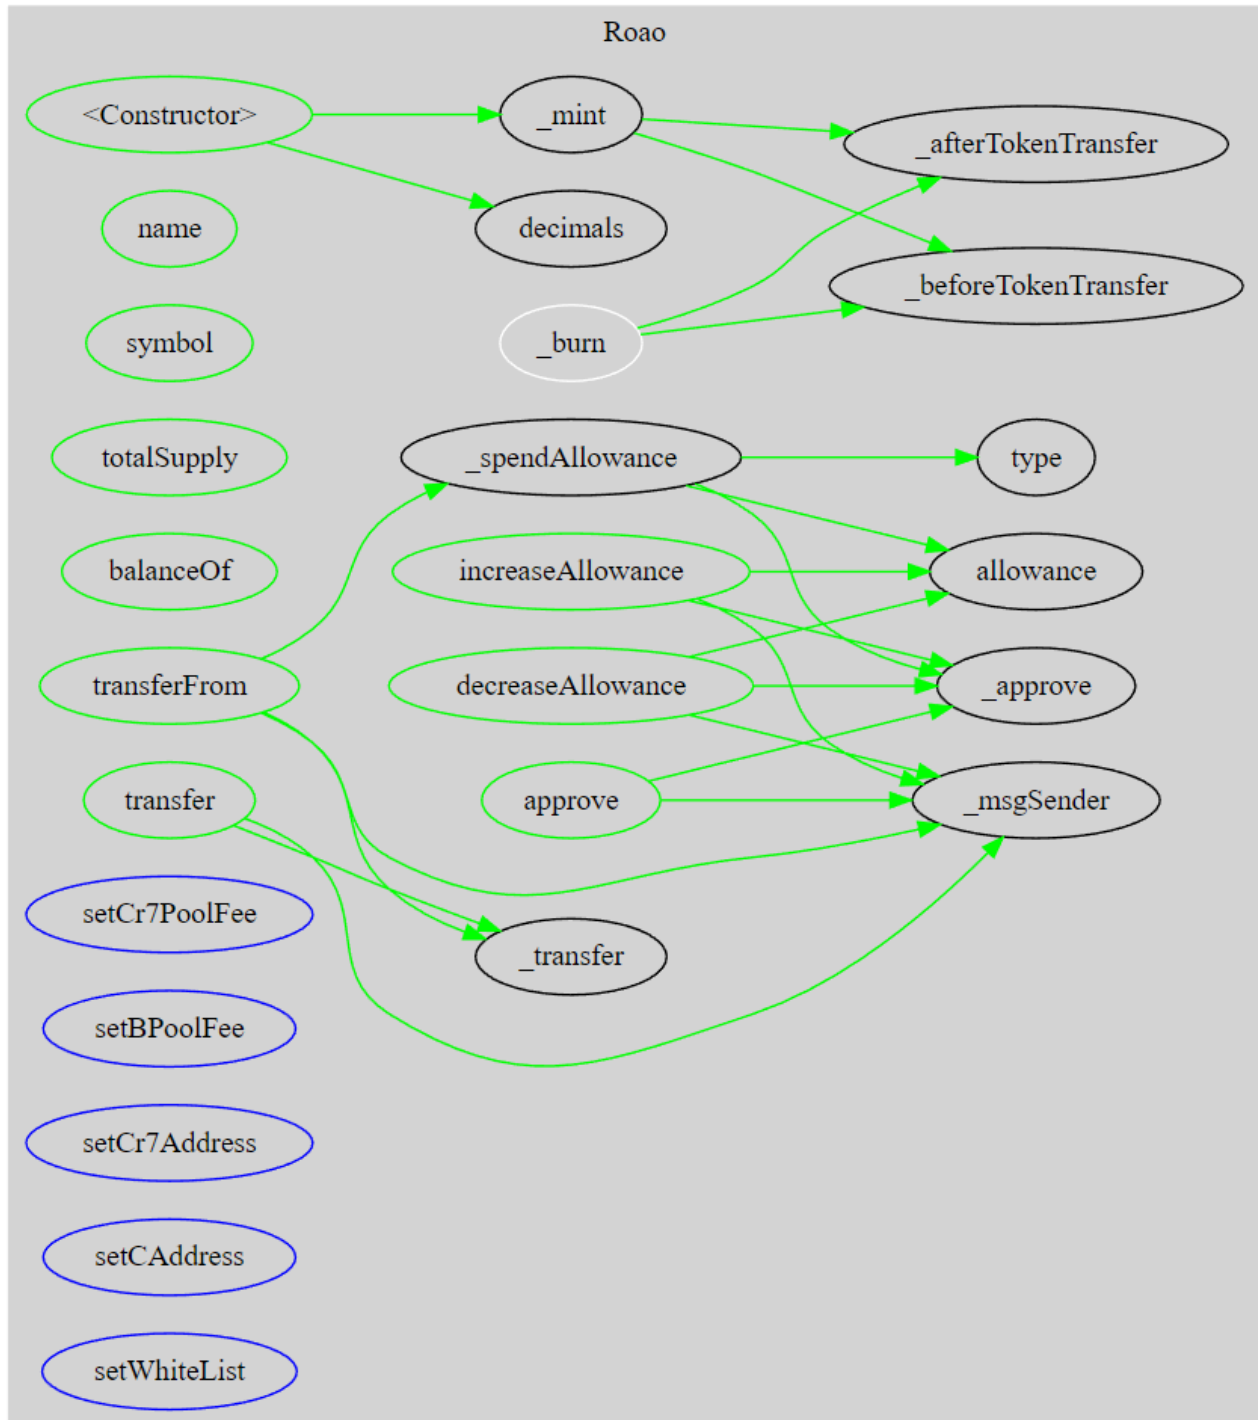 Roao
<Constructor>
_mint
_afterTokenTransfer
name
decimals
_beforeTokenTransfer
symbol
_burn
totalSupply
_spendAllowance
type
balanceOf
increaseAllowance
allowance
transferFrom
decreaseAllowance
_approve
transfer
approve
_msgSender
setCr7PoolFee
_transfer
setBPoolFee
setCr7Address
setCAddress
setWhiteList